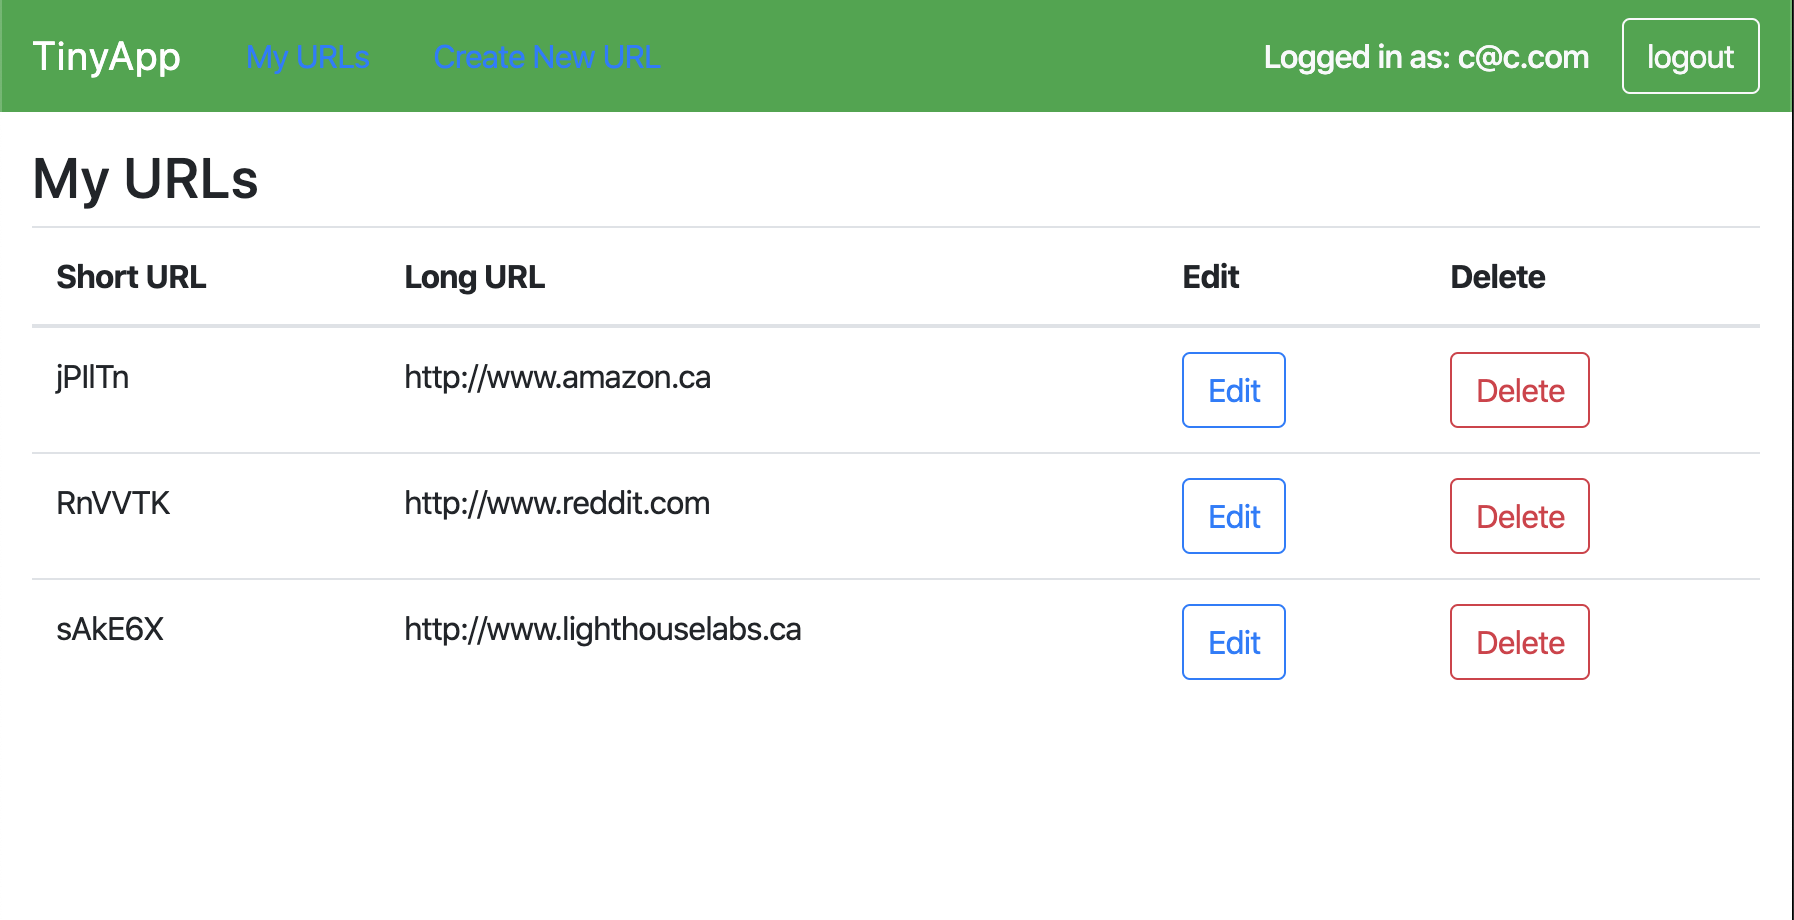 TinyApp My URLs Create New URL Logged in as: c@c.com logout
My URLs
Short URL Long URL Edit Delete
jPIlTn http://www.amazon.ca Edit Delete
RnVVTK http://www.reddit.com Edit Delete
sAkE6X http://www.lighthouselabs.ca Edit Delete